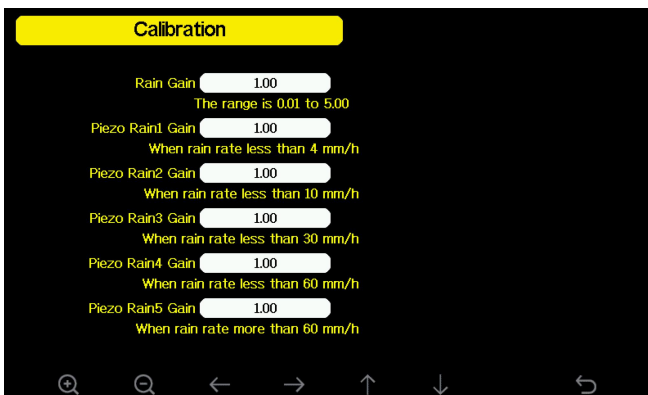 Calibration
Rain Gain 1.00
The range is 0.01 to 5.00
Piezo Rain1 Gain 1.00
When rain rate less than 4 mm/h
Piezo Rain2 Gain 1.00
When rain rate less than 10 mm/h
Piezo Rain3 Gain 1.00
When rain rate less than 30 mm/h
Piezo Rain4 Gain 1.00
When rain rate less than 60 mm/h
Piezo Rain5 Gain 1.00
When rain rate more than 60 mm/h